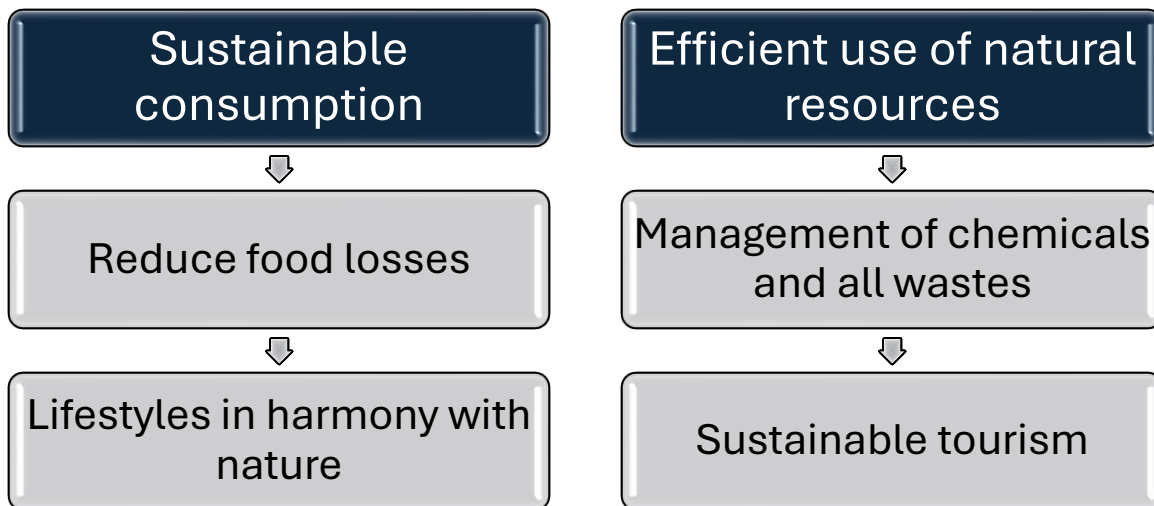 Sustainable
consumption
Reduce food losses
Lifestyles in harmony with
nature
Efficient use of natural
resources
Management of chemicals
and all wastes
Sustainable tourism